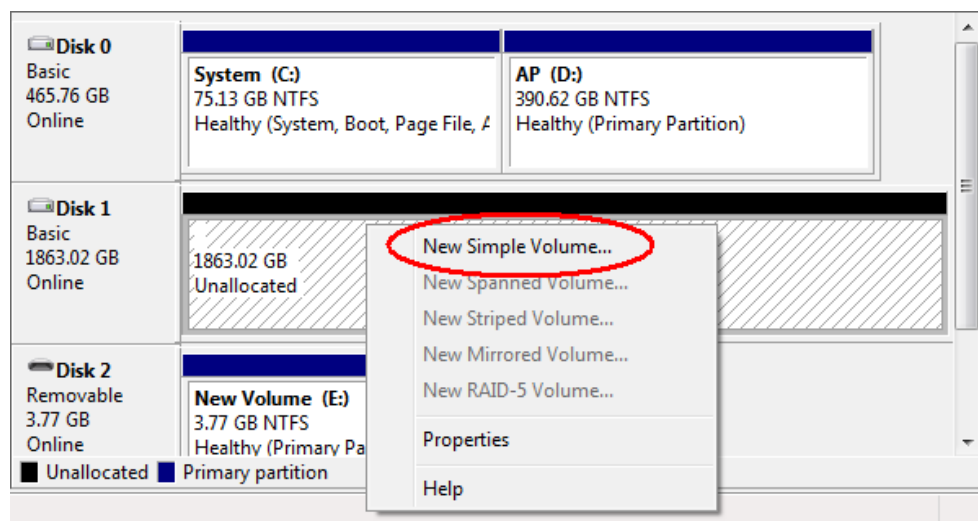 Disk 0
Basic
465.76 GB
Online
System (C:)
75.13 GB NTFS
Healthy (System, Boot, Page File, A
AP (D:)
390.62 GB NTFS
Healthy (Primary Partition)
Disk 1
Basic
1863.02 GB
Online
1863.02 GB
Unallocated
New Simple Volume...
New Spanned Volume...
New Striped Volume...
New Mirrored Volume...
New RAID-5 Volume...
Properties
Help
Disk 2
Removable
3.77 GB
Online
New Volume (E:)
3.77 GB NTFS
Healthy (Primary Pa
Unallocated
Primary partition